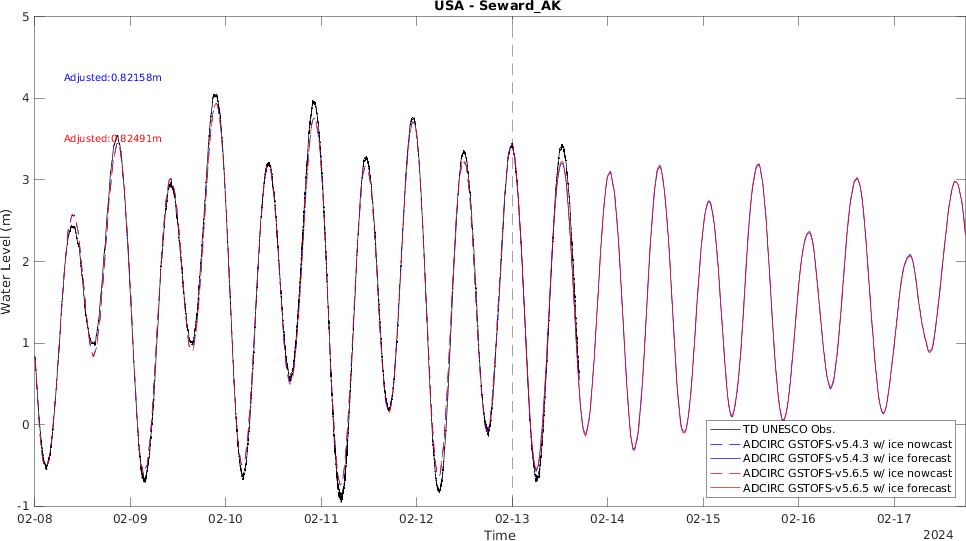 USA - Seward_AK
5
4
3
2
1
0
-1
Water Level (m)
Adjusted:0.82158m
Adjusted:0.82491m
TD UNESCO Obs.
ADCIRC GSTOFS-v5.4.3 w/ ice nowcast
ADCIRC GSTOFS-v5.4.3 w/ ice forecast
ADCIRC GSTOFS-v5.6.5 w/ ice nowcast
ADCIRC GSTOFS-v5.6.5 w/ ice forecast
02-08 02-09 02-10 02-11 02-12 02-13 02-14 02-15 02-16 02-17
Time
2024